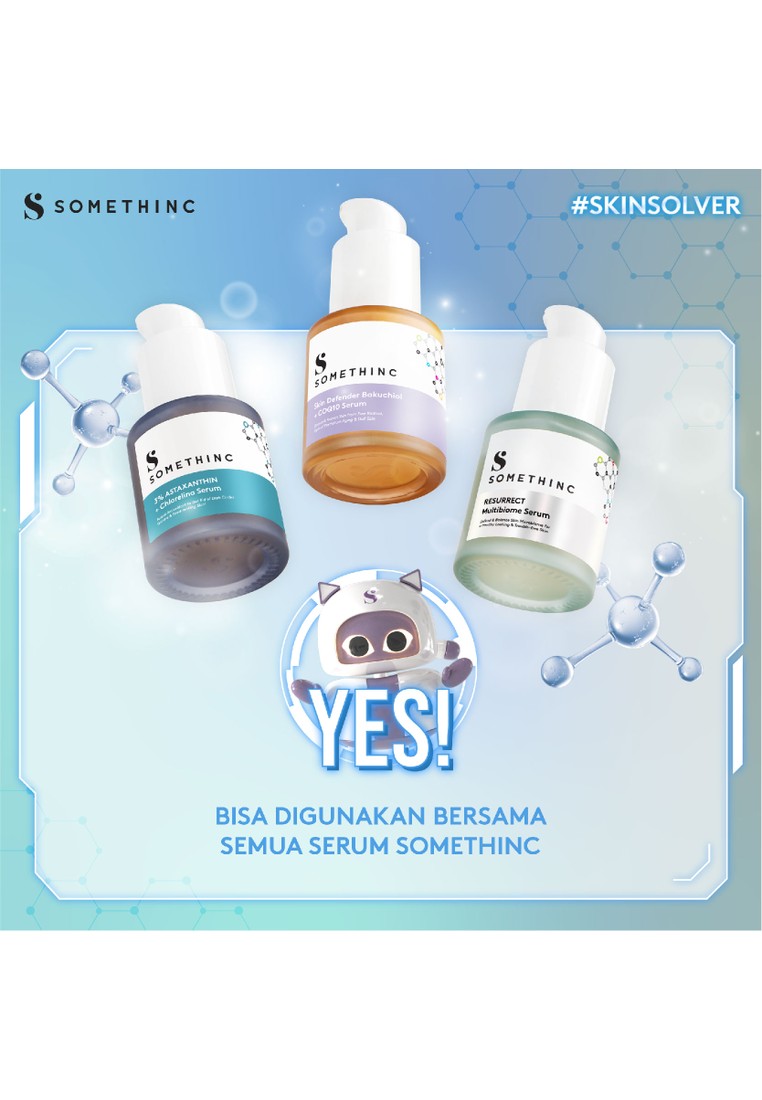 SOMETHINC
#SKINSOLVER
SOMETHINC
Skin Defender Bakuchiol
+ COQ10 Serum
SOMETHINC
3% ASTAXANTHIN
+ Chlorelina Serum
SOMETHINC
RESURRECT
Multibiome Serum
YES!
BISA DIGUNAKAN BERSAMA
SEMUA SERUM SOMETHINC